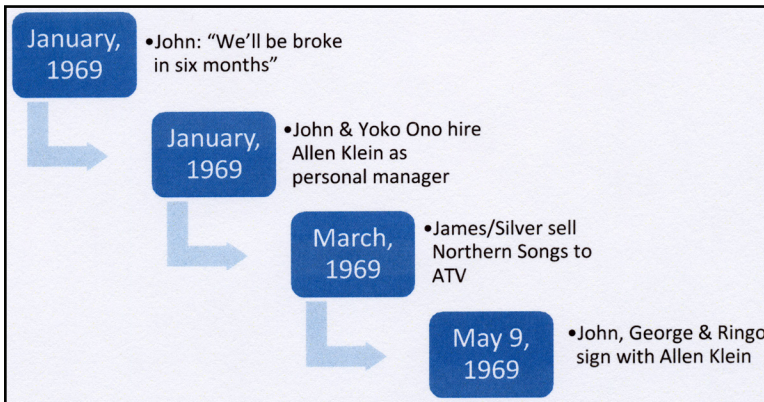 January,
1969
•John: “We’ll be broke
in six months”
January,
1969
•John & Yoko Ono hire
Allen Klein as
personal manager
March,
1969
•James/Silver sell
Northern Songs to
ATV
May 9,
1969
•John, George & Ringo
sign with Allen Klein